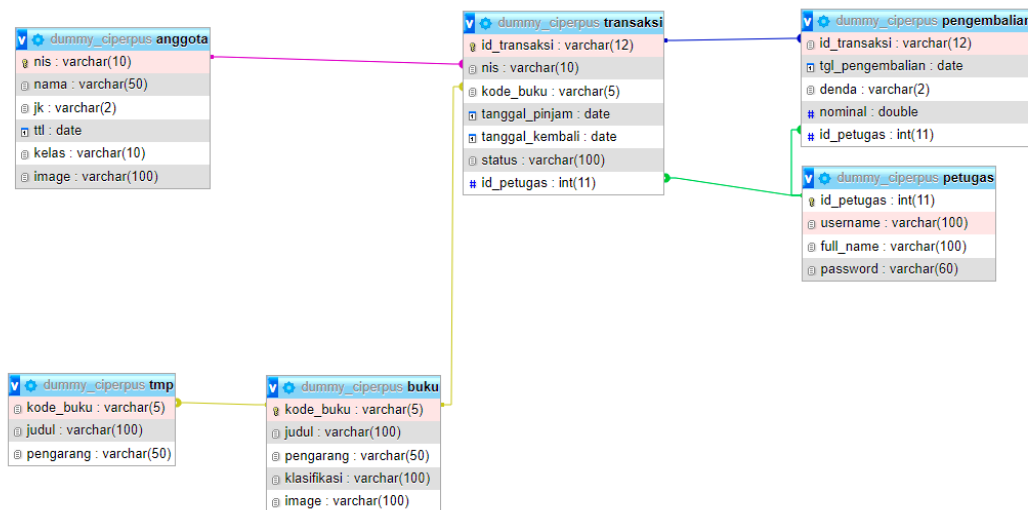 dummy_ciperpus anggota
nis : varchar(10)
nama : varchar(50)
jk : varchar(2)
ttl : date
kelas : varchar(10)
image : varchar(100)
v dummy_ciperpus transaksi
id_transaksi : varchar(12)
nis : varchar(10)
kode_buku : varchar(5)
tanggal_pinjam : date
tanggal_kembali : date
status : varchar(100)
# id_petugas : int(11)
v dummy_ciperpus pengembalian
id_transaksi : varchar(12)
tgl_pengembalian : date
denda : varchar(2)
# nominal : double
# id_petugas : int(11)
v dummy_ciperpus petugas
id_petugas : int(11)
username : varchar(100)
full_name : varchar(100)
password : varchar(60)
v dummy_ciperpus tmp
kode_buku : varchar(5)
judul : varchar(100)
pengarang : varchar(50)
v dummy_ciperpus buku
kode_buku : varchar(5)
judul : varchar(100)
pengarang : varchar(50)
klasifikasi : varchar(100)
image : varchar(100)